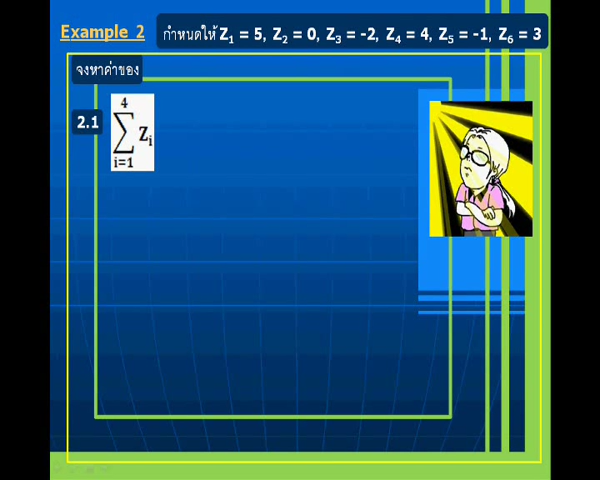 Example 2 กำหนดให้ Z₁ = 5, Z₂ = 0, Z₃ = -2, Z₄ = 4, Z₅ = -1, Z₆ = 3
จงหาค่าของ
2.1
4
∑ Zᵢ
i=1